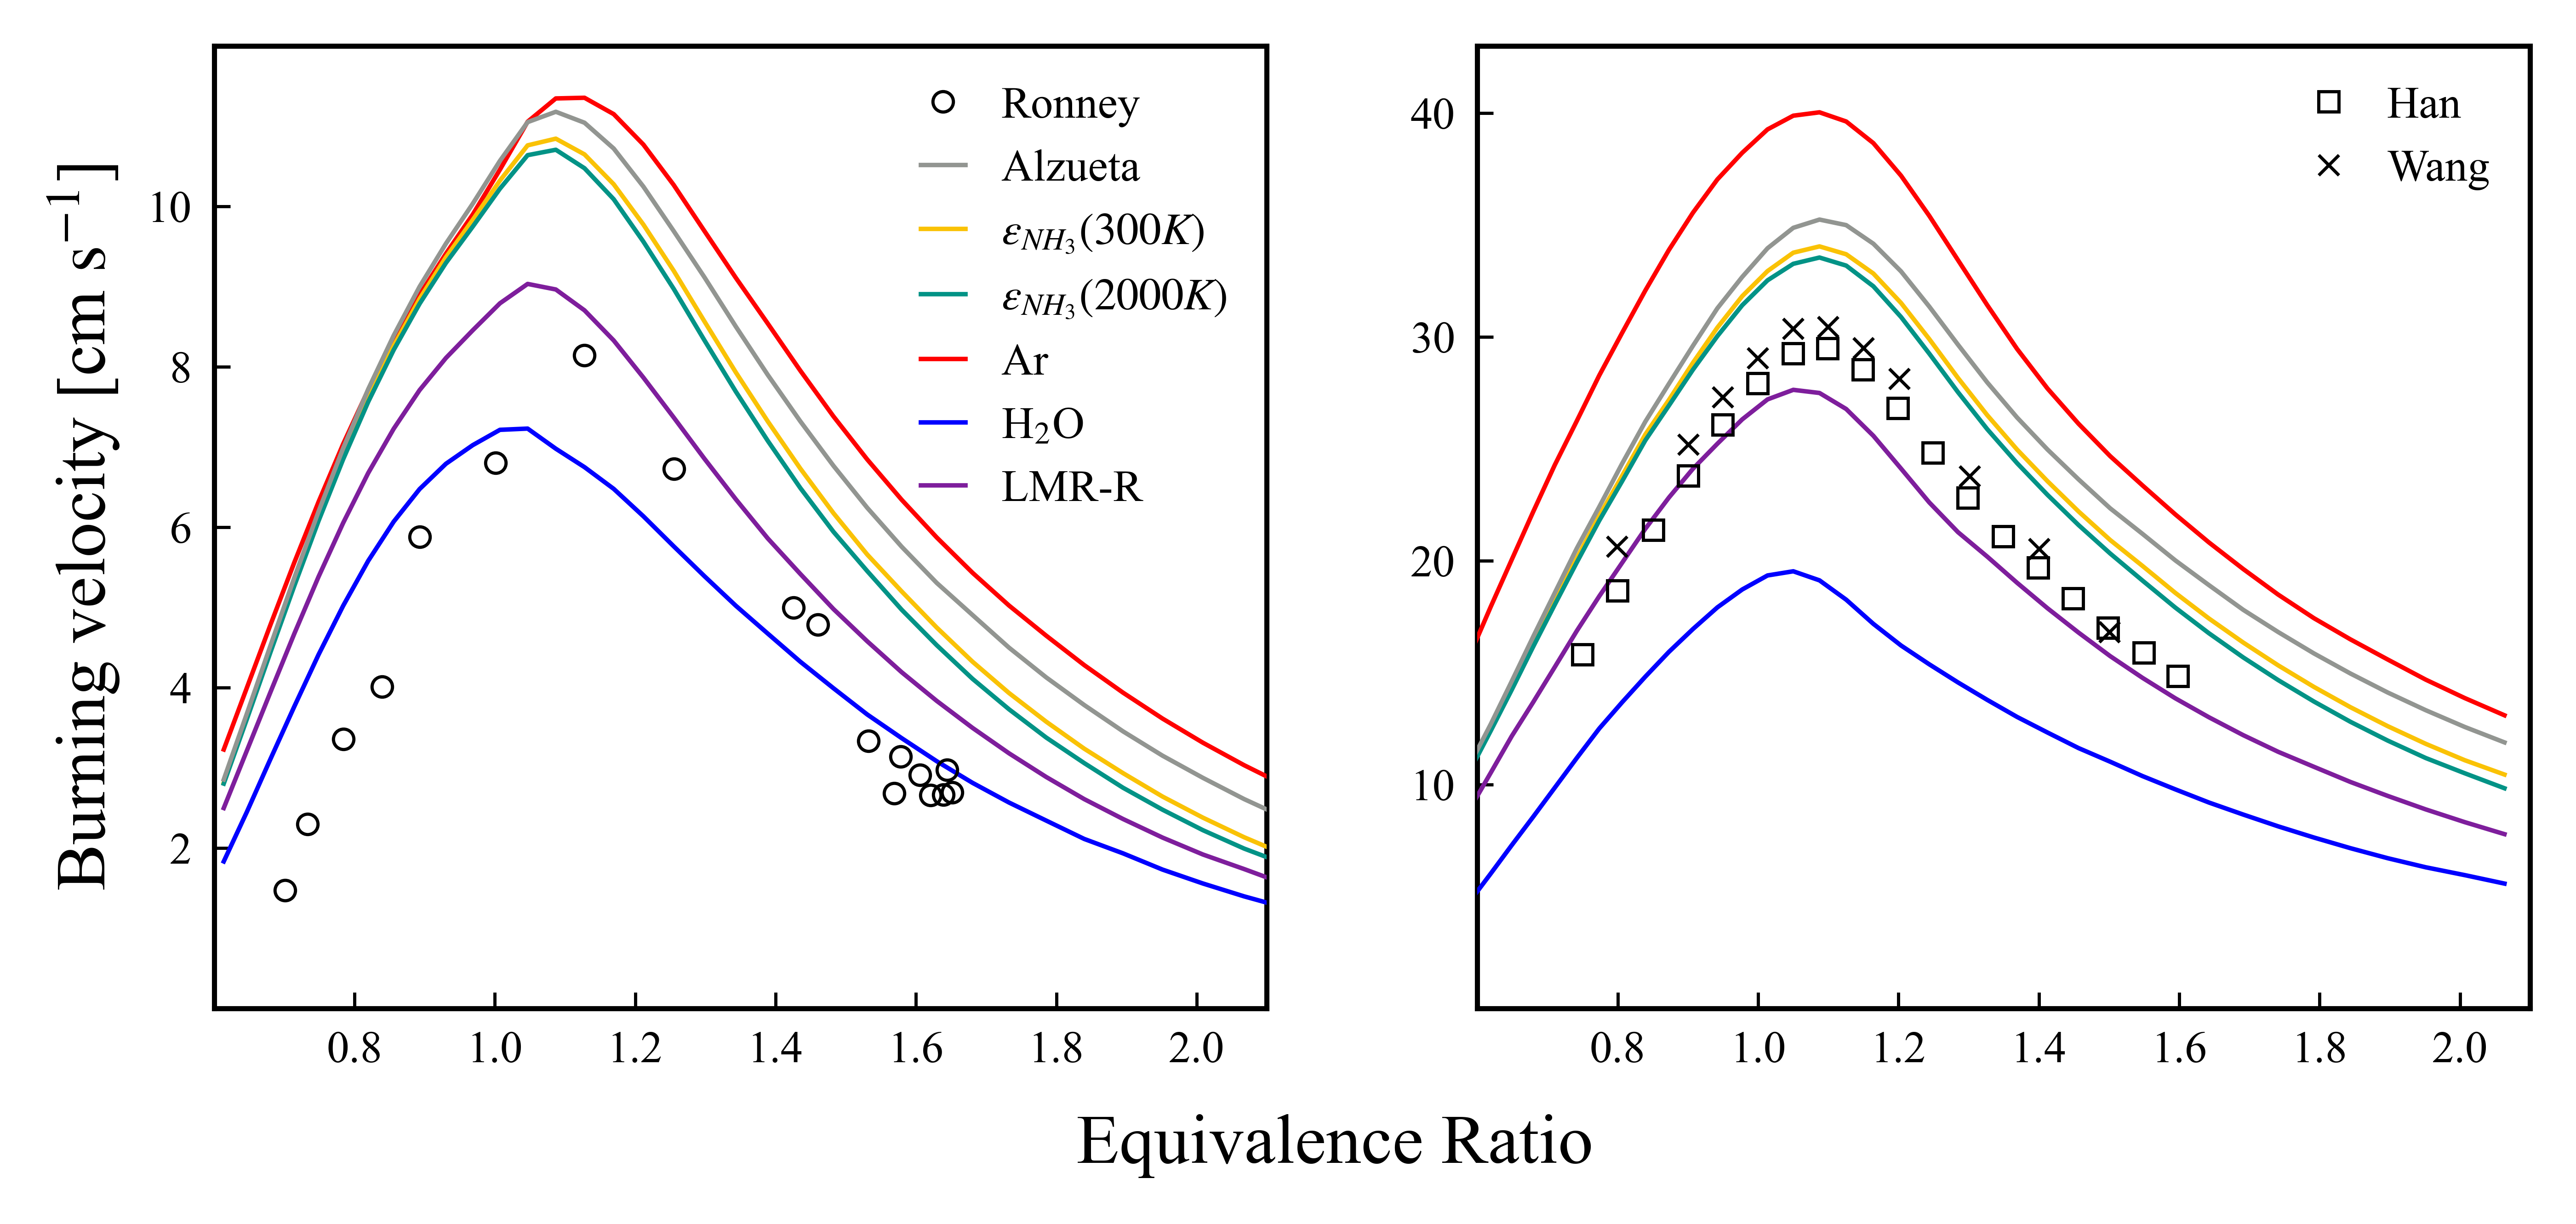 Burning velocity [cm s⁻¹]
10
8
6
4
2
0.8 1.0 1.2 1.4 1.6 1.8 2.0
Ronney
Alzueta
εNH₃(300K)
εNH₃(2000K)
Ar
H₂O
LMR-R
40
30
20
10
0.8 1.0 1.2 1.4 1.6 1.8 2.0
Han
Wang
Equivalence Ratio